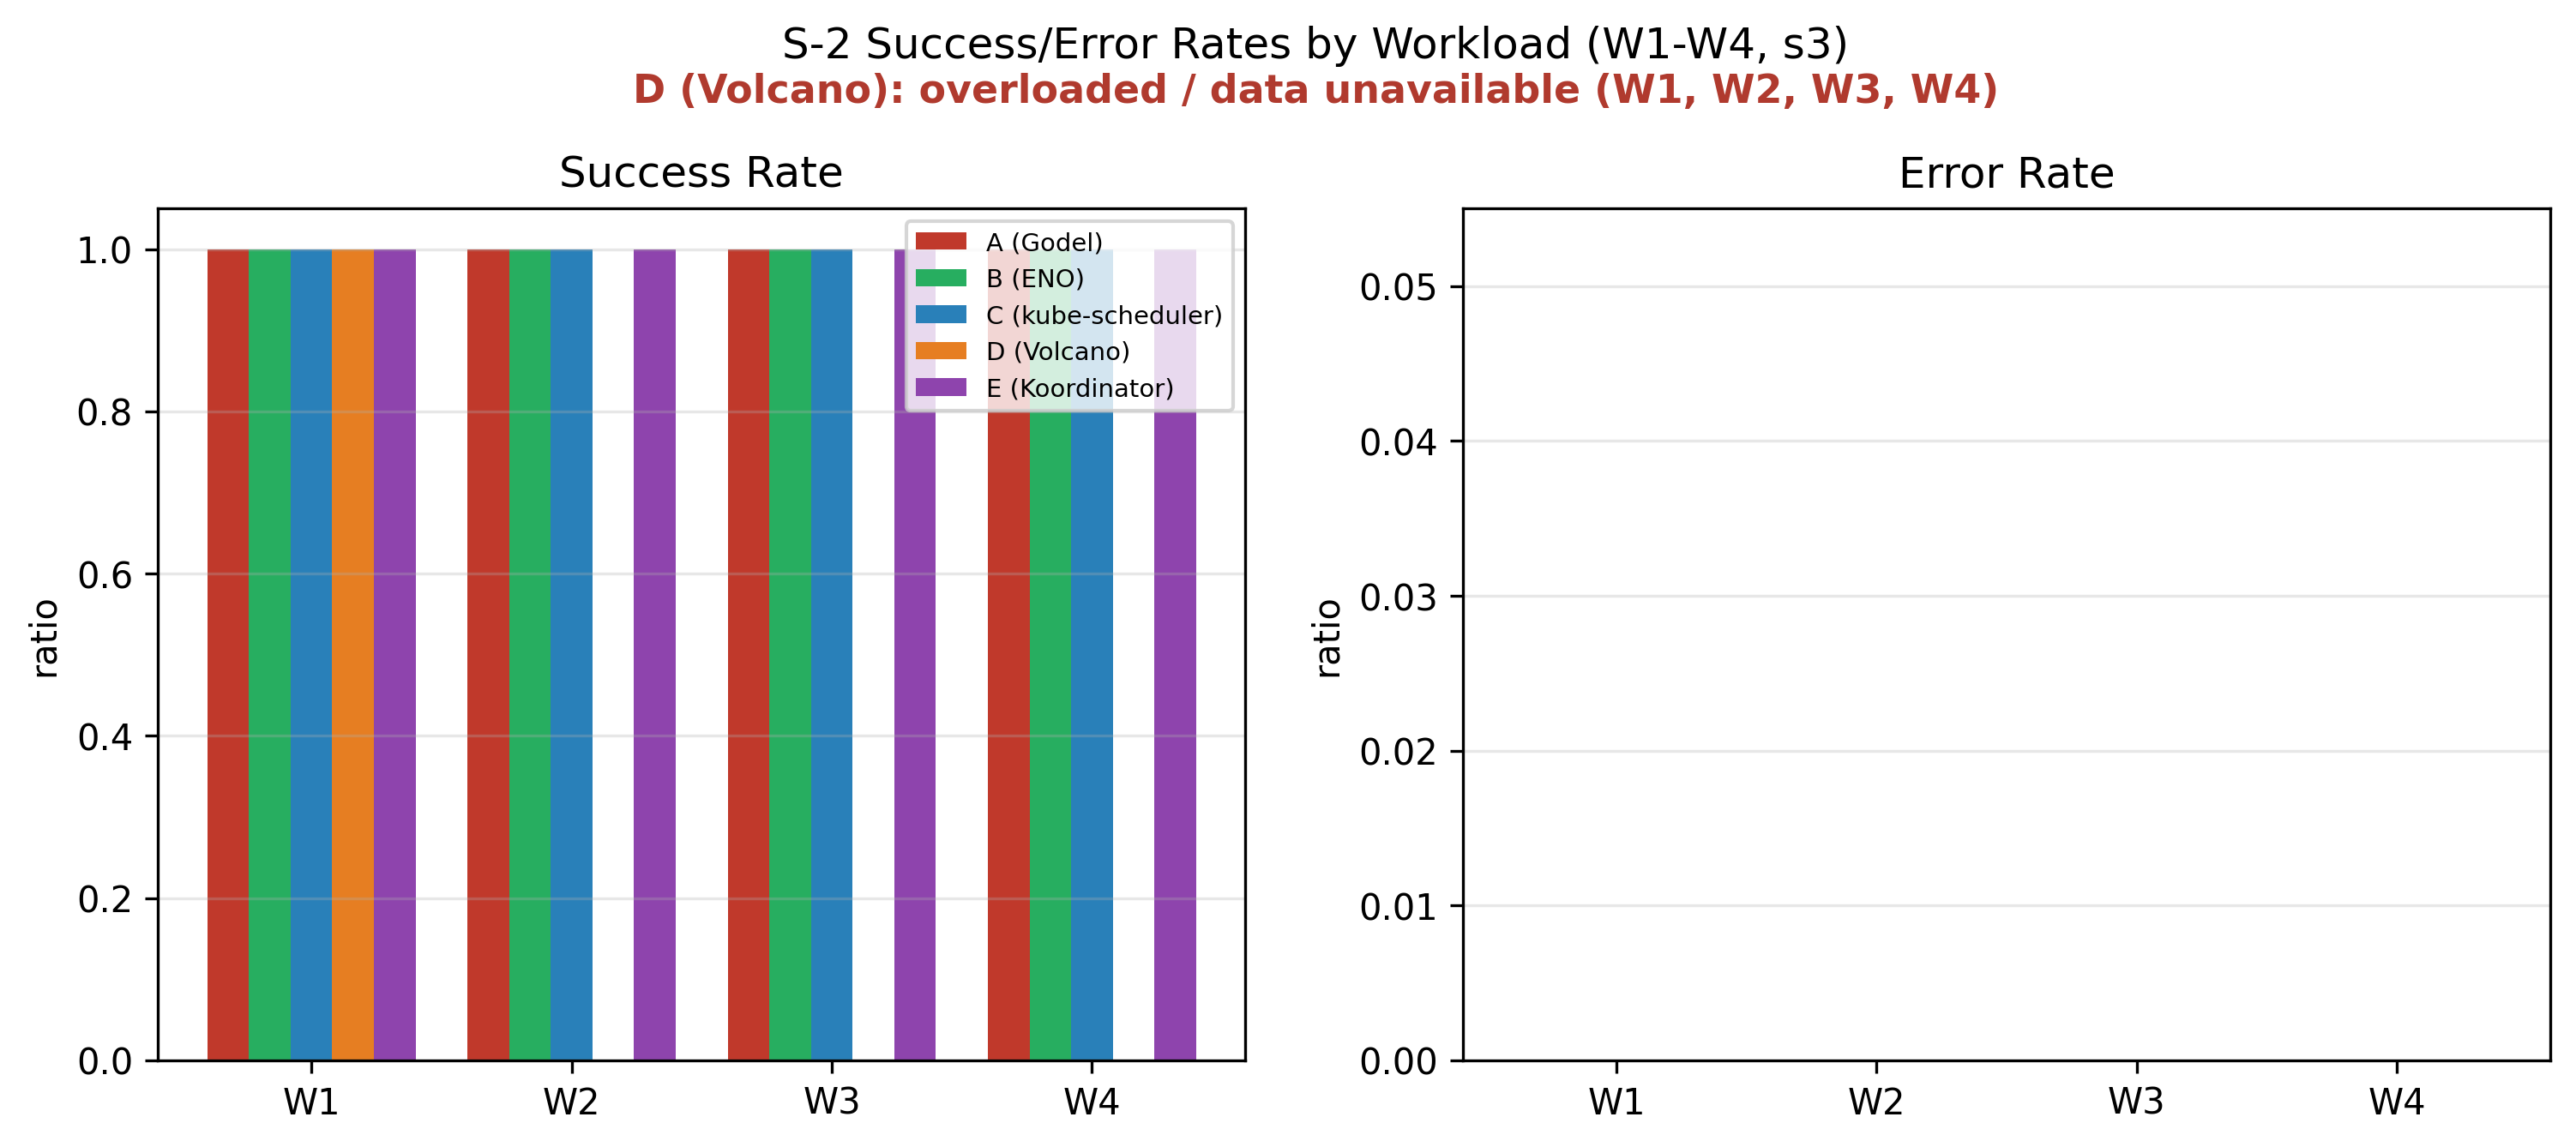 S-2 Success/Error Rates by Workload (W1-W4, s3)
D (Volcano): overloaded / data unavailable (W1, W2, W3, W4)
Success Rate
ratio
1.0
0.8
0.6
0.4
0.2
0.0
A (Godel)
B (ENO)
C (kube-scheduler)
D (Volcano)
E (Koordinator)
W1 W2 W3 W4
Error Rate
ratio
0.05
0.04
0.03
0.02
0.01
0.00
W1 W2 W3 W4